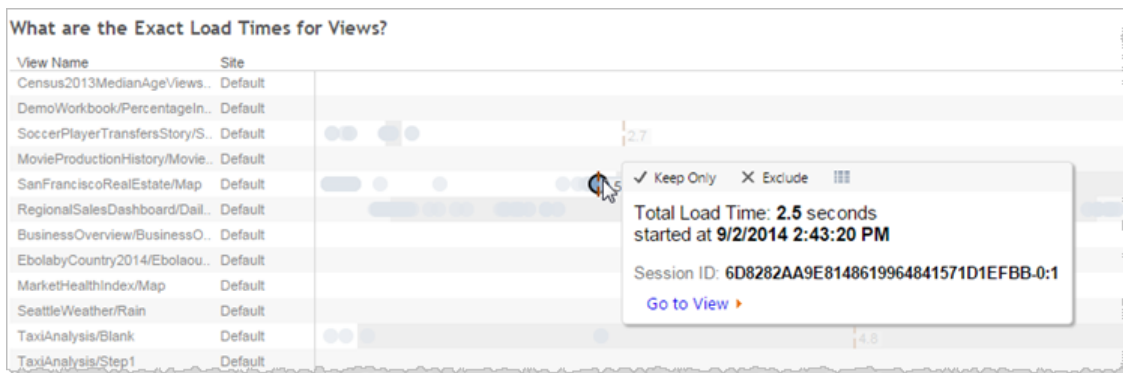 What are the Exact Load Times for Views?
View Name Site
Census2013MedianAgeViews.. Default
DemoWorkbook/PercentageIn.. Default
SoccerPlayerTransfersStory/S.. Default 2.7
MovieProductionHistory/Movie.. Default
SanFranciscoRealEstate/Map Default 5
Keep Only Exclude
RegionalSalesDashboard/Dail.. Default
Total Load Time: 2.5 seconds
started at 9/2/2014 2:43:20 PM
BusinessOverview/BusinessO.. Default
EbolabyCountry2014/Ebolaou.. Default
Session ID: 6D8282AA9E8148619964841571D1EFBB-0:1
MarketHealthIndex/Map Default
Go to View
SeattleWeather/Rain Default
TaxiAnalysis/Blank Default 4.8
TaxiAnalysis/Step1 Default